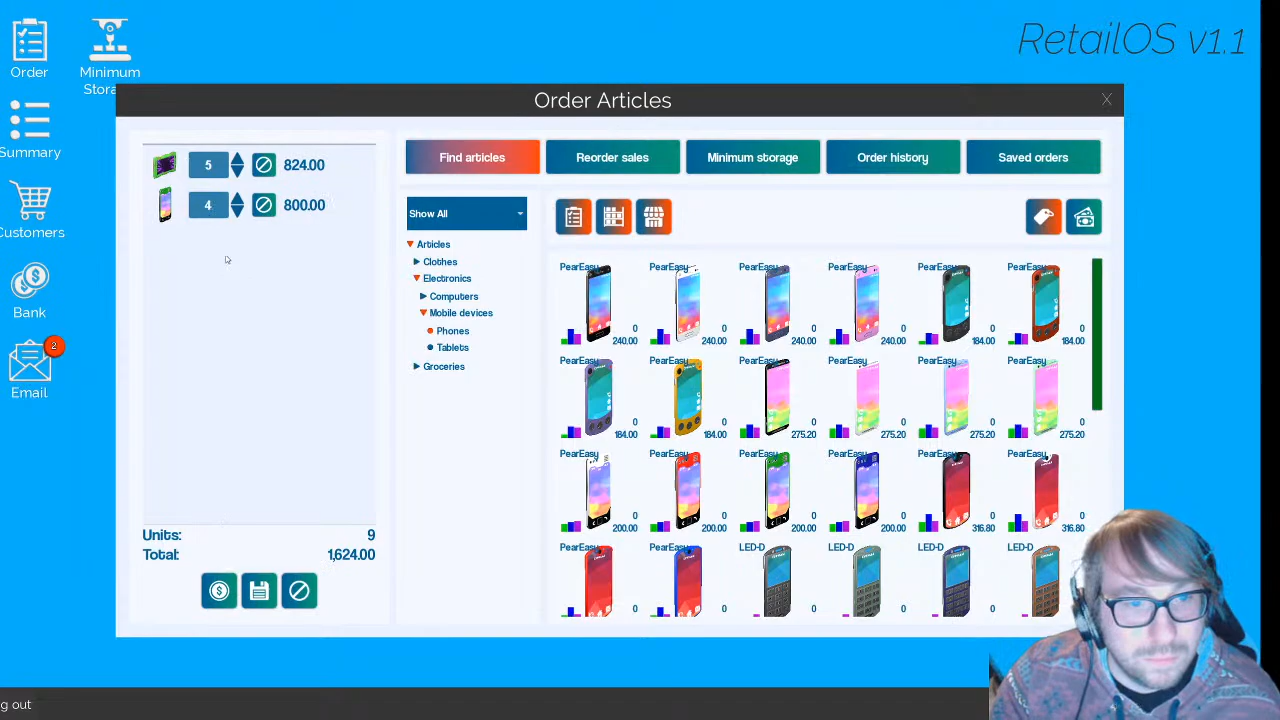 RetailOS v1.1
Order
Minimum
Stora
Summary
Customers
Bank
2
Email
Order Articles
X
5 824.00
4 800.00
Units: 9
Total: 1,624.00
Find articles Reorder sales Minimum storage Order history Saved orders
Show All
Articles
Clothes
Electronics
Computers
Mobile devices
Phones
Tablets
Groceries
PearEasy PearEasy PearEasy PearEasy PearEasy PearEasy
0 0 0 0 0 0
240.00 240.00 240.00 240.00 184.00 184.00
PearEasy PearEasy PearEasy PearEasy PearEasy PearEasy
0 0 0 0 0 0
184.00 184.00 275.20 275.20 275.20 275.20
PearEasy PearEasy PearEasy PearEasy PearEasy PearEasy
0 0 0 0 0 0
200.00 200.00 200.00 200.00 316.80 316.80
PearEasy PearEasy LED-D LED-D LED-D LED-D
0 0 0 0 0
g out